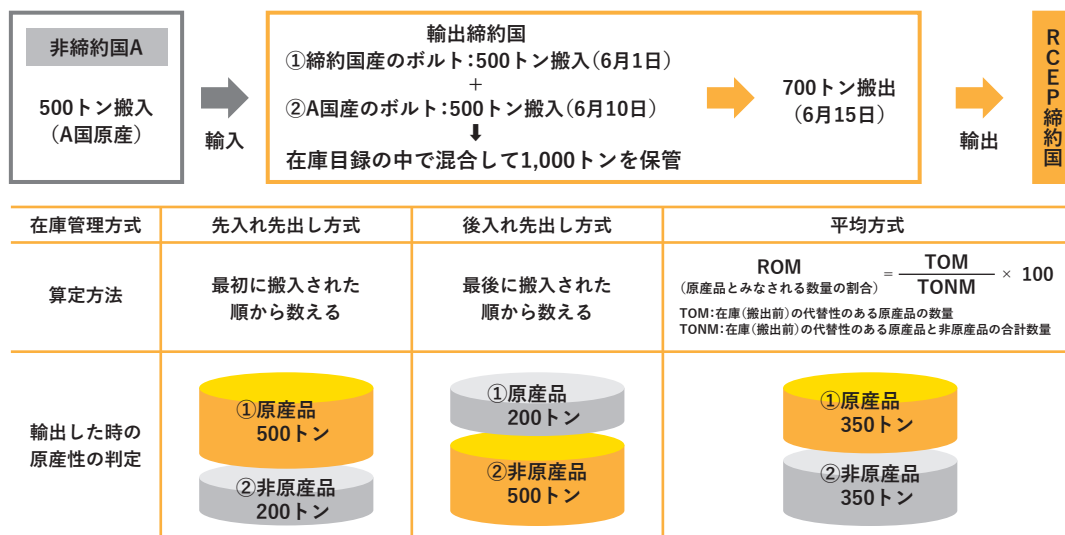 非締約国A
500トン搬入
（A国原産）
輸入
輸出締約国
①締約国産のボルト：500トン搬入（6月1日）
＋
②A国産のボルト：500トン搬入（6月10日）
⬇
在庫目録の中で混合して1,000トンを保管
700トン搬出
（6月15日）
輸出
RCEP締約国
在庫管理方式
先入れ先出し方式
後入れ先出し方式
平均方式
算定方法
最初に搬入された
順から数える
最後に搬入された
順から数える
ROM
（原産品とみなされる数量の割合）
=
TOM
TONM
× 100
TOM：在庫（搬出前）の代替性のある原産品の数量
TONM：在庫（搬出前）の代替性のある原産品と非原産品の合計数量
輸出した時の
原産性の判定
①原産品
500トン
②非原産品
200トン
①原産品
200トン
②非原産品
500トン
①原産品
350トン
②非原産品
350トン